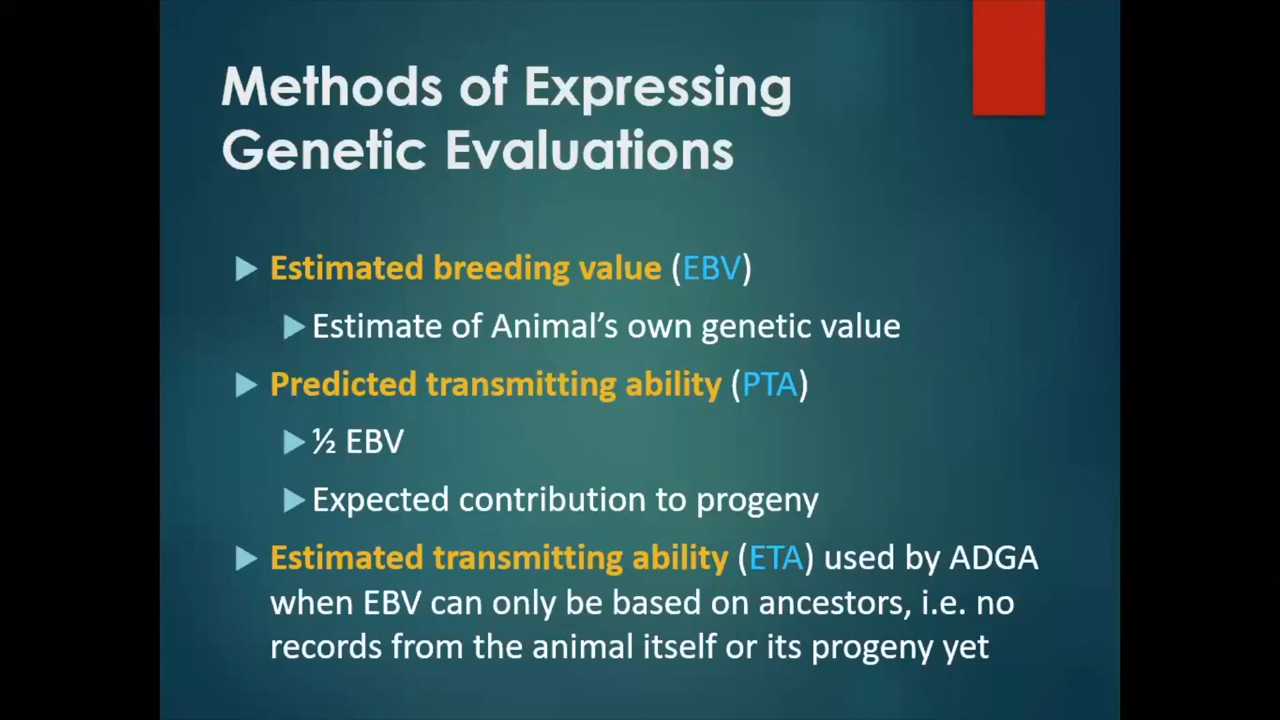 Methods of Expressing
Genetic Evaluations
Estimated breeding value (EBV)
Estimate of Animal’s own genetic value
Predicted transmitting ability (PTA)
½ EBV
Expected contribution to progeny
Estimated transmitting ability (ETA) used by ADGA
when EBV can only be based on ancestors, i.e. no
records from the animal itself or its progeny yet